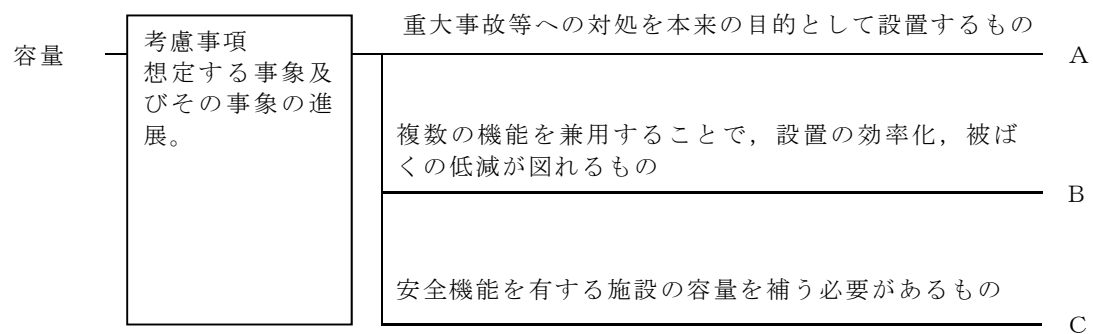 容量
考慮事項
想定する事象及
びその事象の進
展。
重大事故等への対処を本来の目的として設置するもの
A
複数の機能を兼用することで，設置の効率化，被ば
くの低減が図れるもの
B
安全機能を有する施設の容量を補う必要があるもの
C